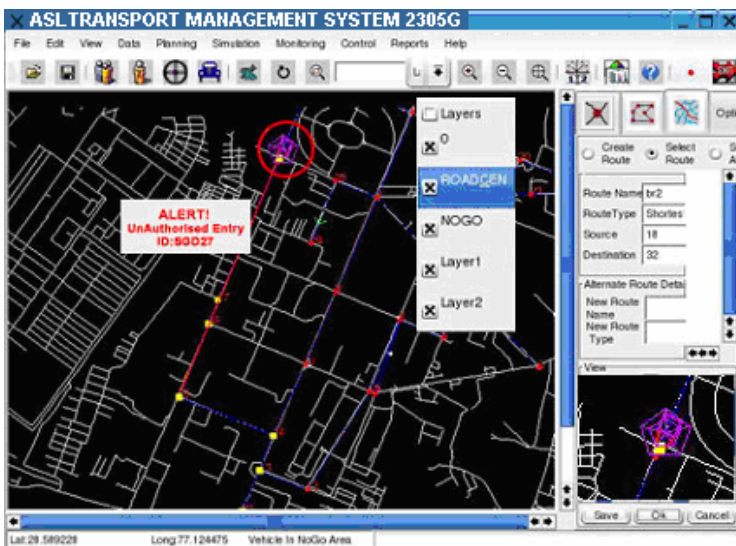 ASLTRANSPORT MANAGEMENT SYSTEM 2305G
File Edit View Data Planning Simulation Monitoring Control Reports Help
Layers
0
ROADCEN
NOGO
Layer1
Layer2
ALERT!
UnAuthorised Entry
ID:SGO27
Opti
Create Route
Select Route
Route Name br2
RouteType Shortes
Source 18
Destination 32
Alternate Route Detai
New Route Name
New Route Type
View
Save Ok Cancel
Lat:28.589228 Long:77.124475 Vehicle In NoGo Area